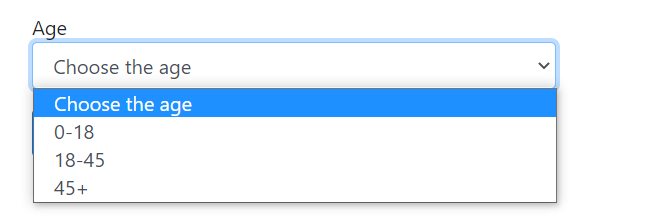 Age
Choose the age
Choose the age
0-18
18-45
45+